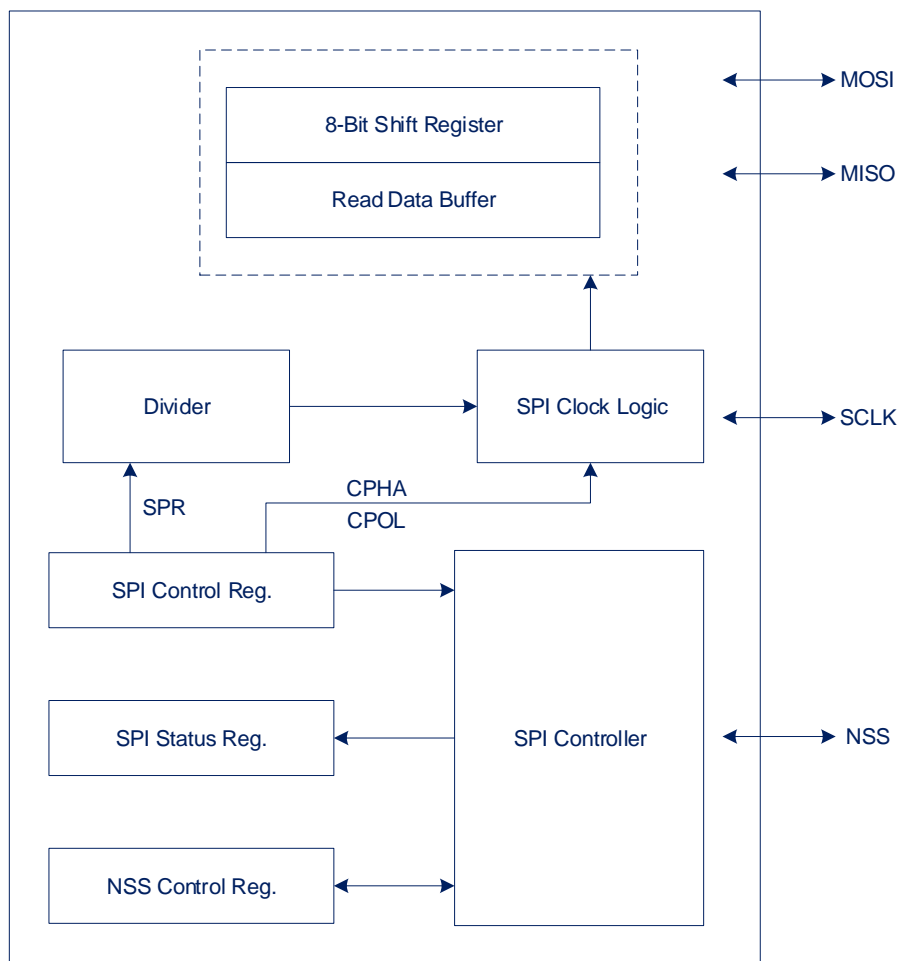 8-Bit Shift Register
Read Data Buffer
MOSI
MISO
Divider
SPI Clock Logic
SCLK
SPR
CPHA
CPOL
SPI Control Reg.
SPI Status Reg.
SPI Controller
NSS
NSS Control Reg.